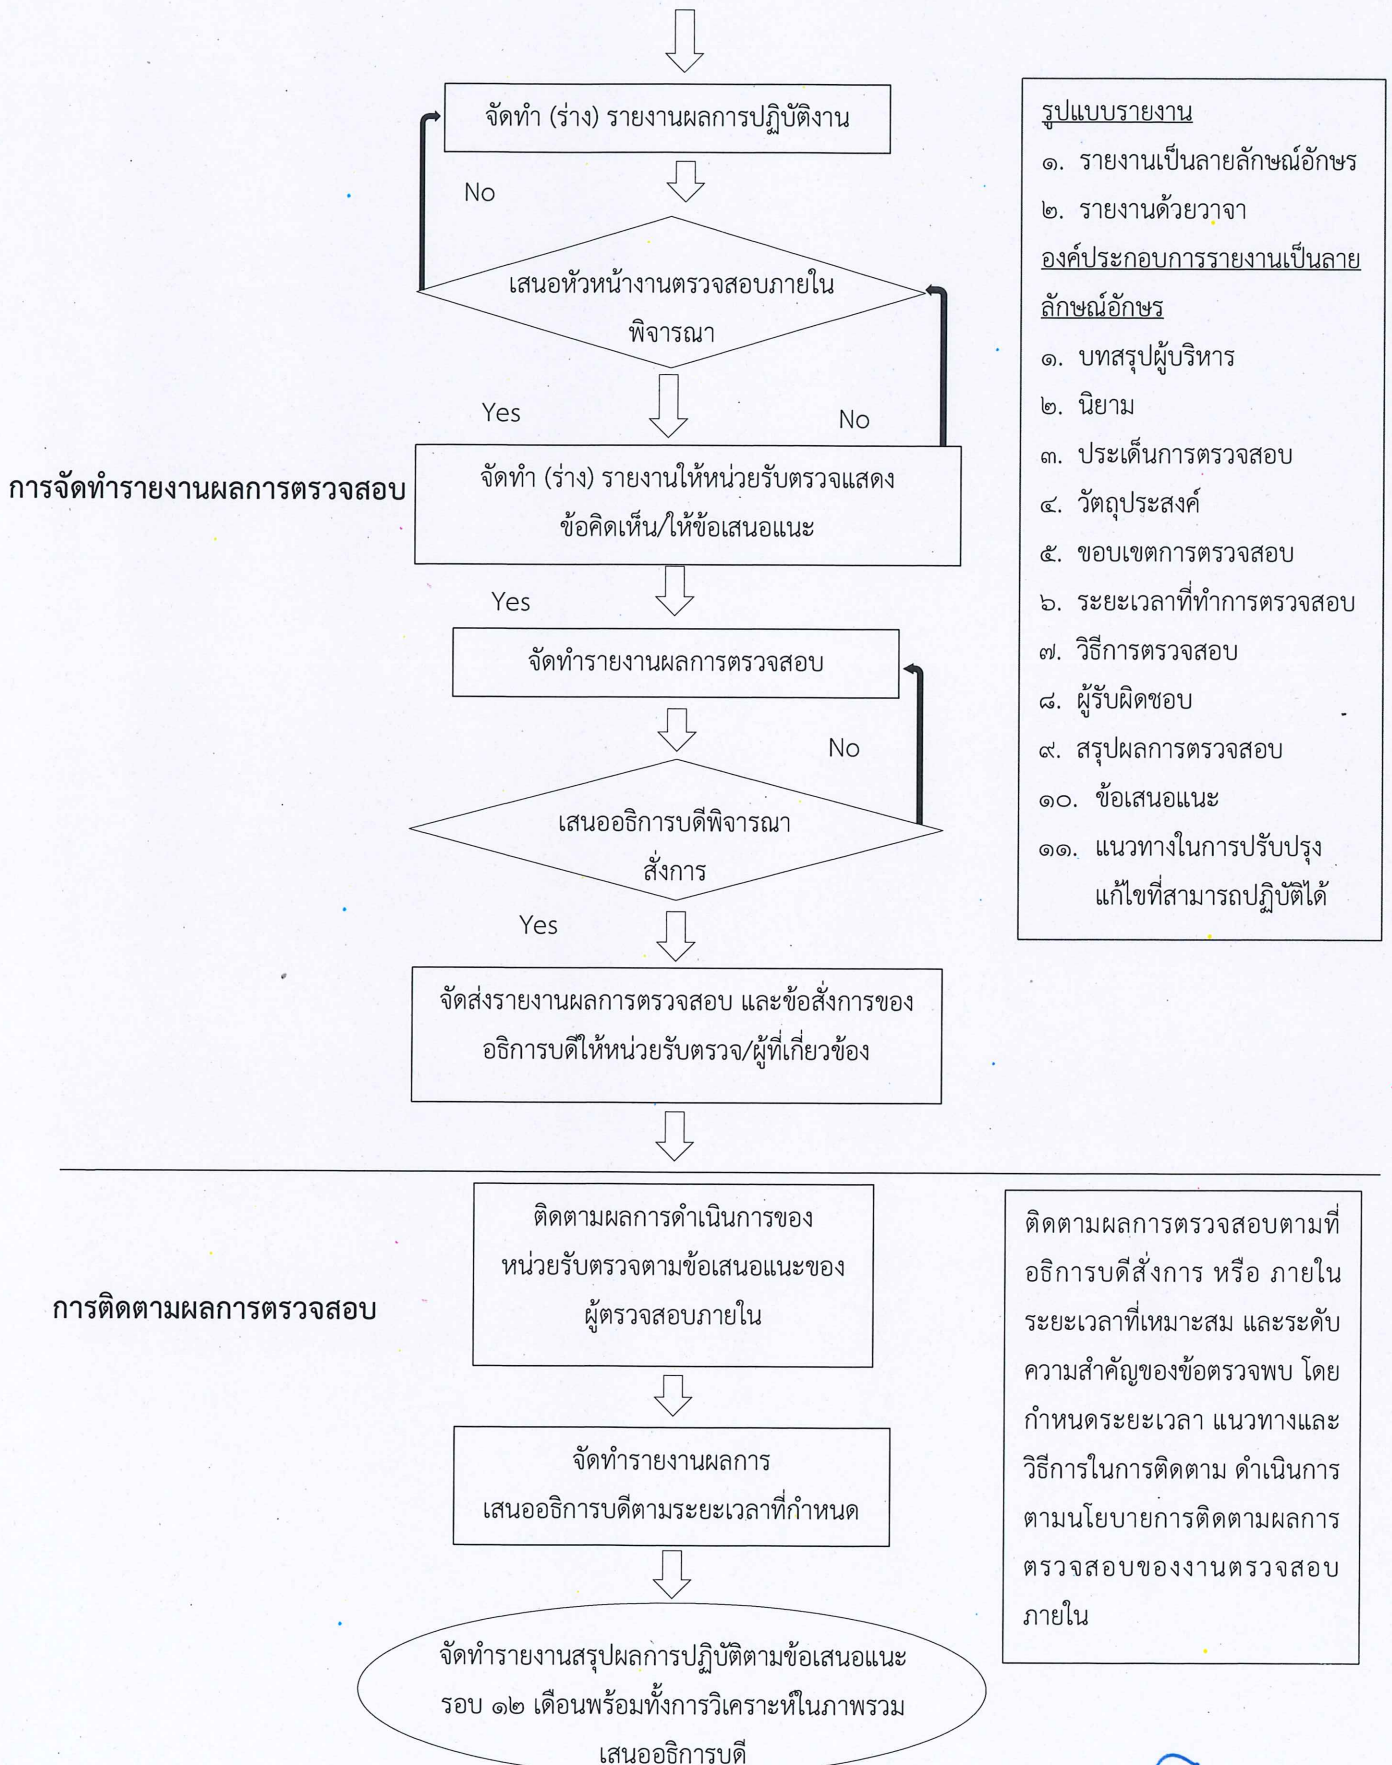 จัดทำ (ร่าง) รายงานผลการปฏิบัติงาน
No
เสนอหัวหน้างานตรวจสอบภายใน
พิจารณา
Yes
No
การจัดทำรายงานผลการตรวจสอบ
จัดทำ (ร่าง) รายงานให้หน่วยรับตรวจแสดง
ข้อคิดเห็น/ให้ข้อเสนอแนะ
Yes
จัดทำรายงานผลการตรวจสอบ
No
เสนออธิการบดีพิจารณา
สั่งการ
Yes
จัดส่งรายงานผลการตรวจสอบ และข้อสั่งการของ
อธิการบดีให้หน่วยรับตรวจ/ผู้ที่เกี่ยวข้อง
รูปแบบรายงาน
๑. รายงานเป็นลายลักษณ์อักษร
๒. รายงานด้วยวาจา
องค์ประกอบการรายงานเป็นลาย
ลักษณ์อักษร
๑. บทสรุปผู้บริหาร
๒. นิยาม
๓. ประเด็นการตรวจสอบ
๔. วัตถุประสงค์
๕. ขอบเขตการตรวจสอบ
๖. ระยะเวลาที่ทำการตรวจสอบ
๗. วิธีการตรวจสอบ
๘. ผู้รับผิดชอบ
๙. สรุปผลการตรวจสอบ
๑๐. ข้อเสนอแนะ
๑๑. แนวทางในการปรับปรุง
แก้ไขที่สามารถปฏิบัติได้
การติดตามผลการตรวจสอบ
ติดตามผลการดำเนินการของ
หน่วยรับตรวจตามข้อเสนอแนะของ
ผู้ตรวจสอบภายใน
จัดทำรายงานผลการ
เสนออธิการบดีตามระยะเวลาที่กำหนด
จัดทำรายงานสรุปผลการปฏิบัติตามข้อเสนอแนะ
รอบ ๑๒ เดือนพร้อมทั้งการวิเคราะห์ในภาพรวม
เสนออธิการบดี
ติดตามผลการตรวจสอบตามที่
อธิการบดีสั่งการ หรือ ภายใน
ระยะเวลาที่เหมาะสม และระดับ
ความสำคัญของข้อตรวจพบ โดย
กำหนดระยะเวลา แนวทางและ
วิธีการในการติดตาม ดำเนินการ
ตามนโยบายการติดตามผลการ
ตรวจสอบของงานตรวจสอบ
ภายใน